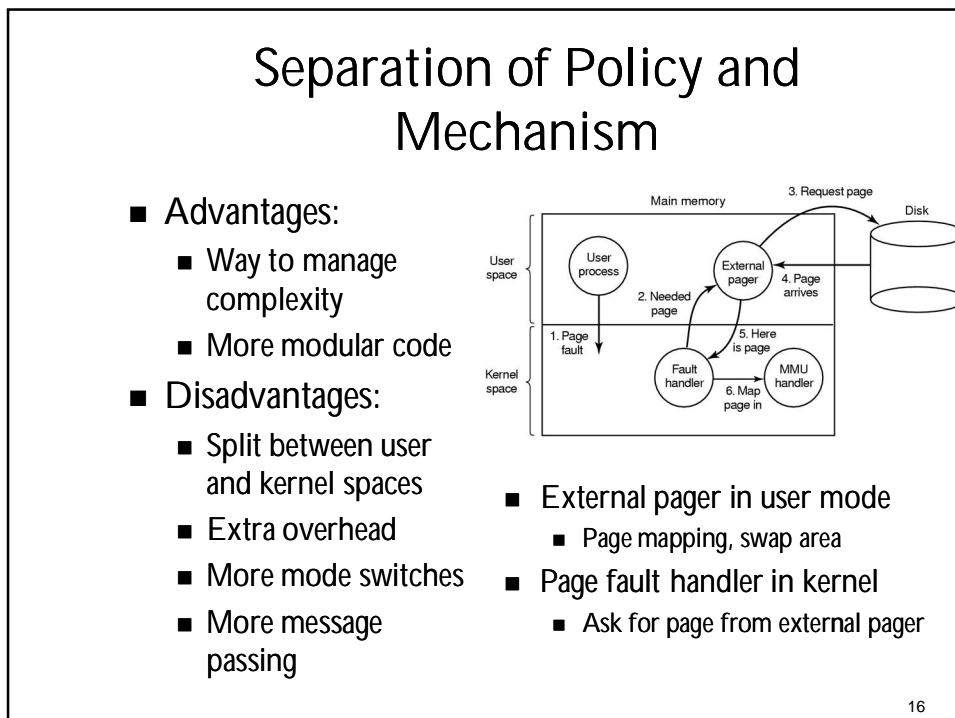 Separation of Policy and
Mechanism
■ Advantages:
■ Way to manage
complexity
■ More modular code
■ Disadvantages:
■ Split between user
and kernel spaces
■ Extra overhead
■ More mode switches
■ More message
passing
Main memory
3. Request page
Disk
User
space
User
process
External
pager
4. Page
arrives
2. Needed
page
1. Page
fault
5. Here
is page
Kernel
space
Fault
handler
MMU
handler
6. Map
page in
■ External pager in user mode
■ Page mapping, swap area
■ Page fault handler in kernel
■ Ask for page from external pager
16